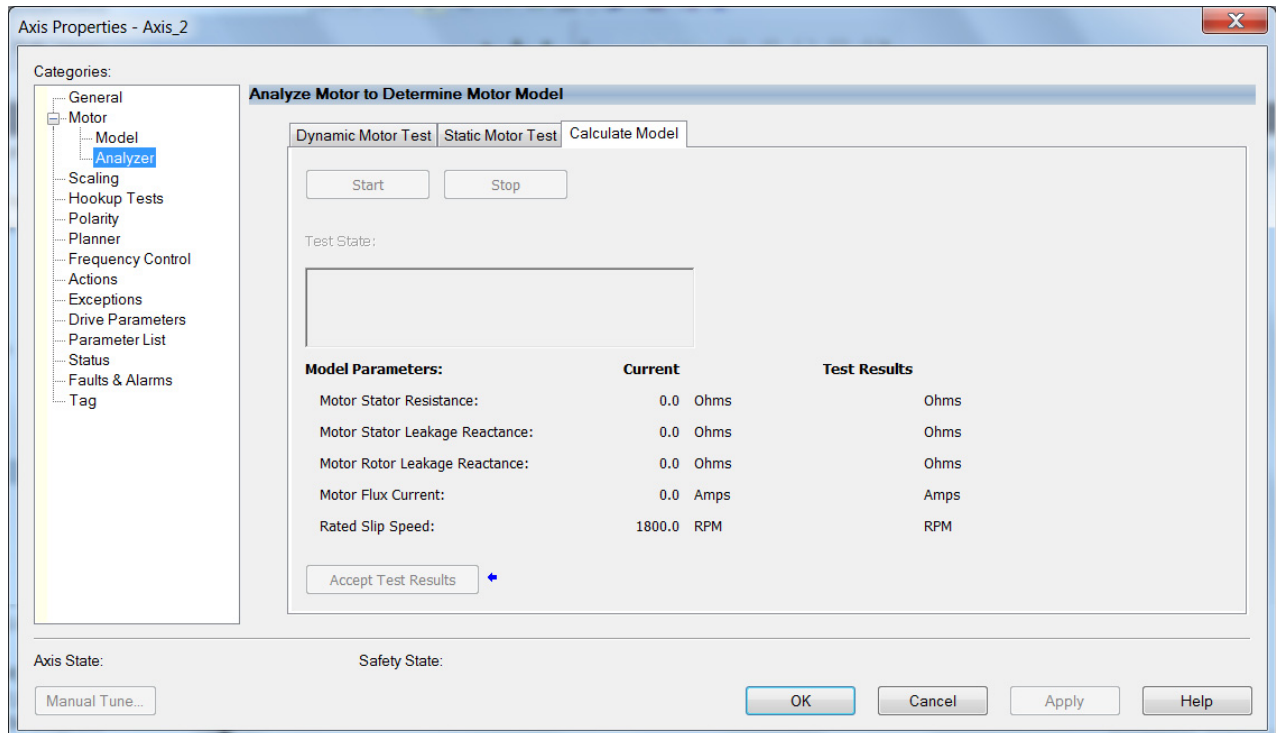 Axis Properties - Axis_2
X
Categories:
General
Motor
Model
Analyzer
Scaling
Hookup Tests
Polarity
Planner
Frequency Control
Actions
Exceptions
Drive Parameters
Parameter List
Status
Faults & Alarms
Tag
Analyze Motor to Determine Motor Model
Dynamic Motor Test Static Motor Test Calculate Model
Start Stop
Test State:
Model Parameters: Current Test Results
Motor Stator Resistance: 0.0 Ohms Ohms
Motor Stator Leakage Reactance: 0.0 Ohms Ohms
Motor Rotor Leakage Reactance: 0.0 Ohms Ohms
Motor Flux Current: 0.0 Amps Amps
Rated Slip Speed: 1800.0 RPM RPM
Accept Test Results
Axis State: Safety State:
Manual Tune... OK Cancel Apply Help